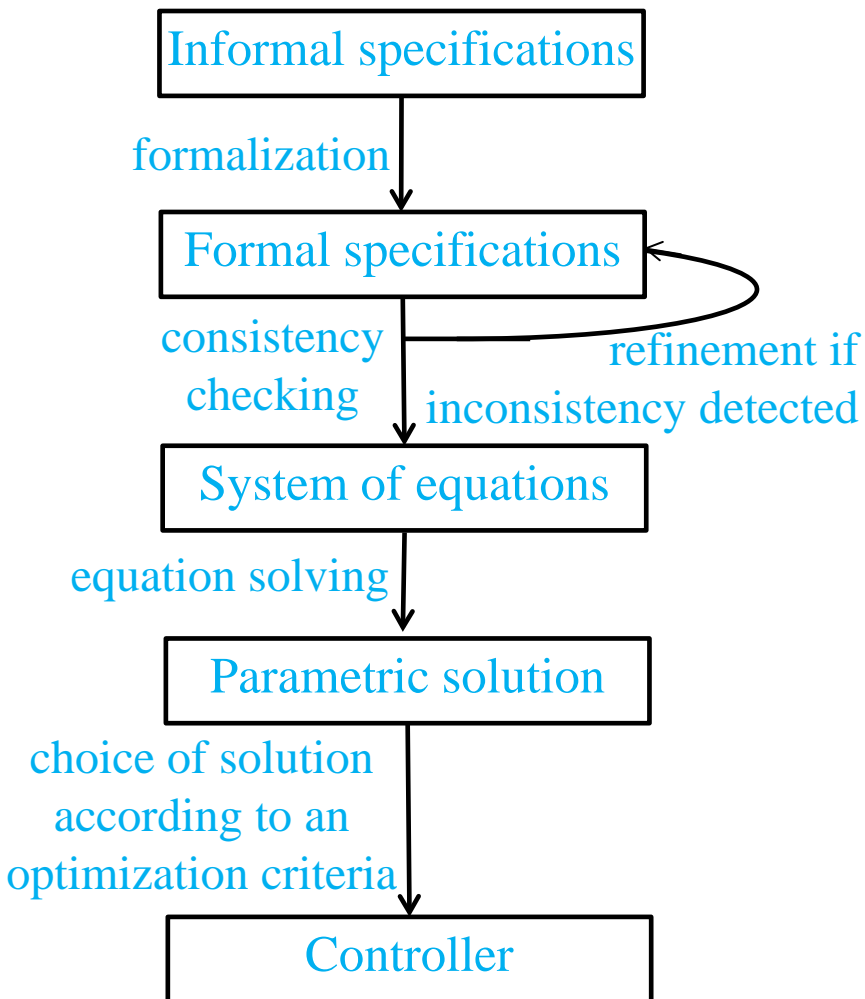 Informal specifications
formalization
Formal specifications
consistency
checking
refinement if
inconsistency detected
System of equations
equation solving
Parametric solution
choice of solution
according to an
optimization criteria
Controller